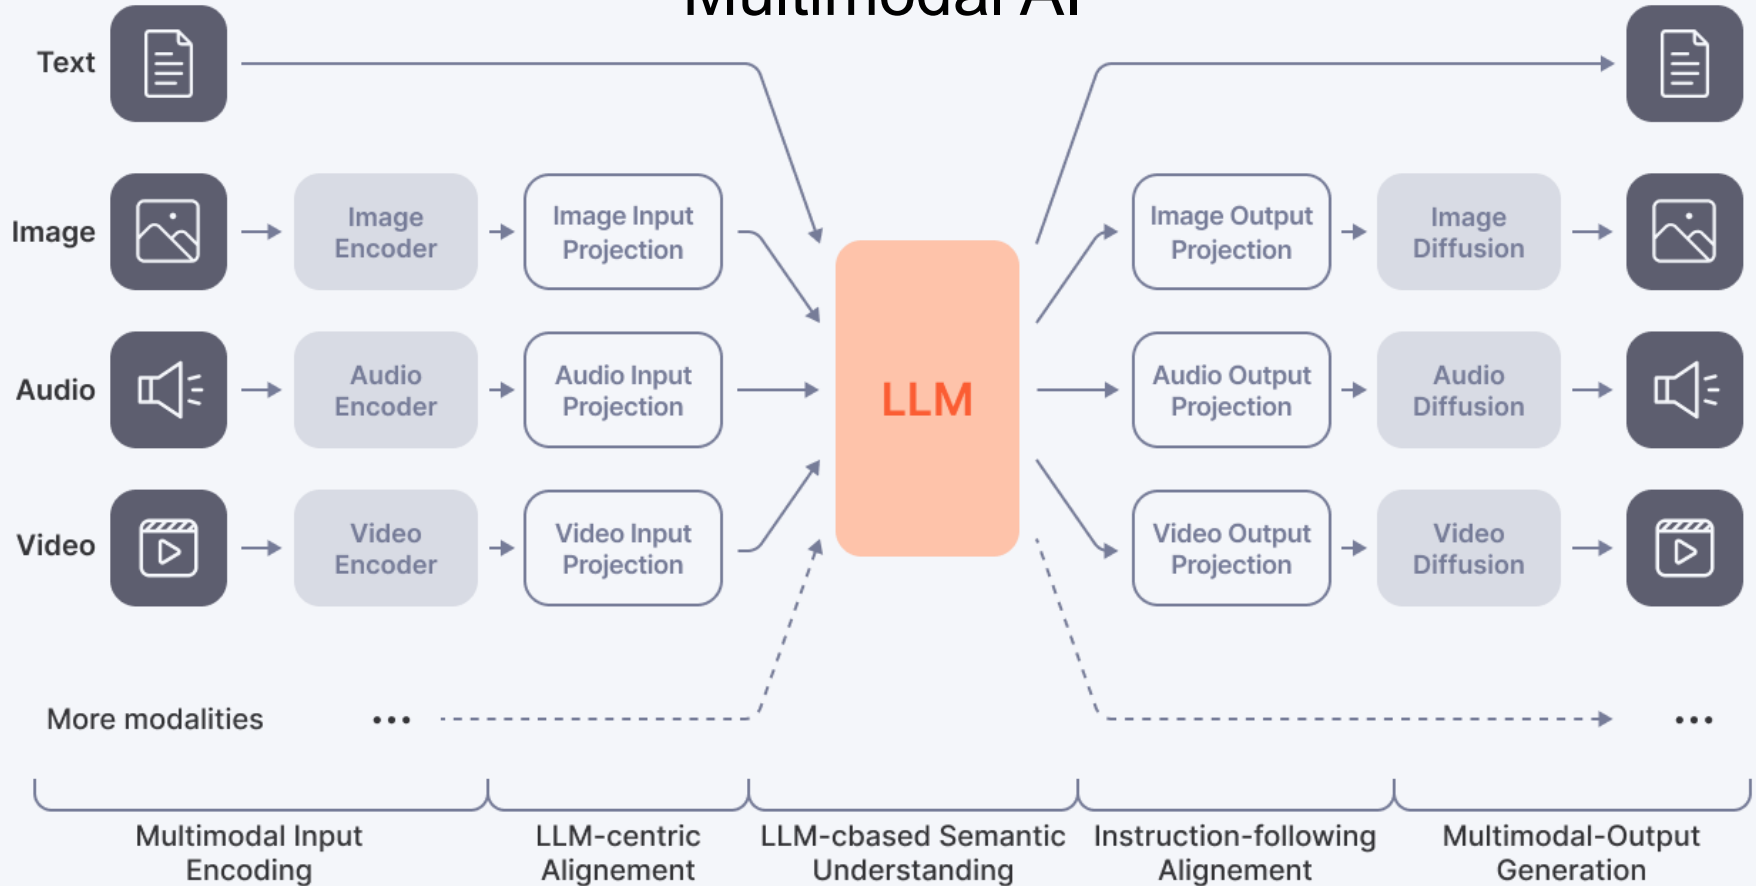 Multimodal AI
Text
Image
Image
Encoder
Image Input
Projection
Image Output
Projection
Image
Diffusion
Audio
Audio
Encoder
Audio Input
Projection
LLM
Audio Output
Projection
Audio
Diffusion
Video
Video
Encoder
Video Input
Projection
Video Output
Projection
Video
Diffusion
More modalities
•••
•••
Multimodal Input
Encoding
LLM-centric
Alignement
LLM-cbased Semantic
Understanding
Instruction-following
Alignement
Multimodal-Output
Generation